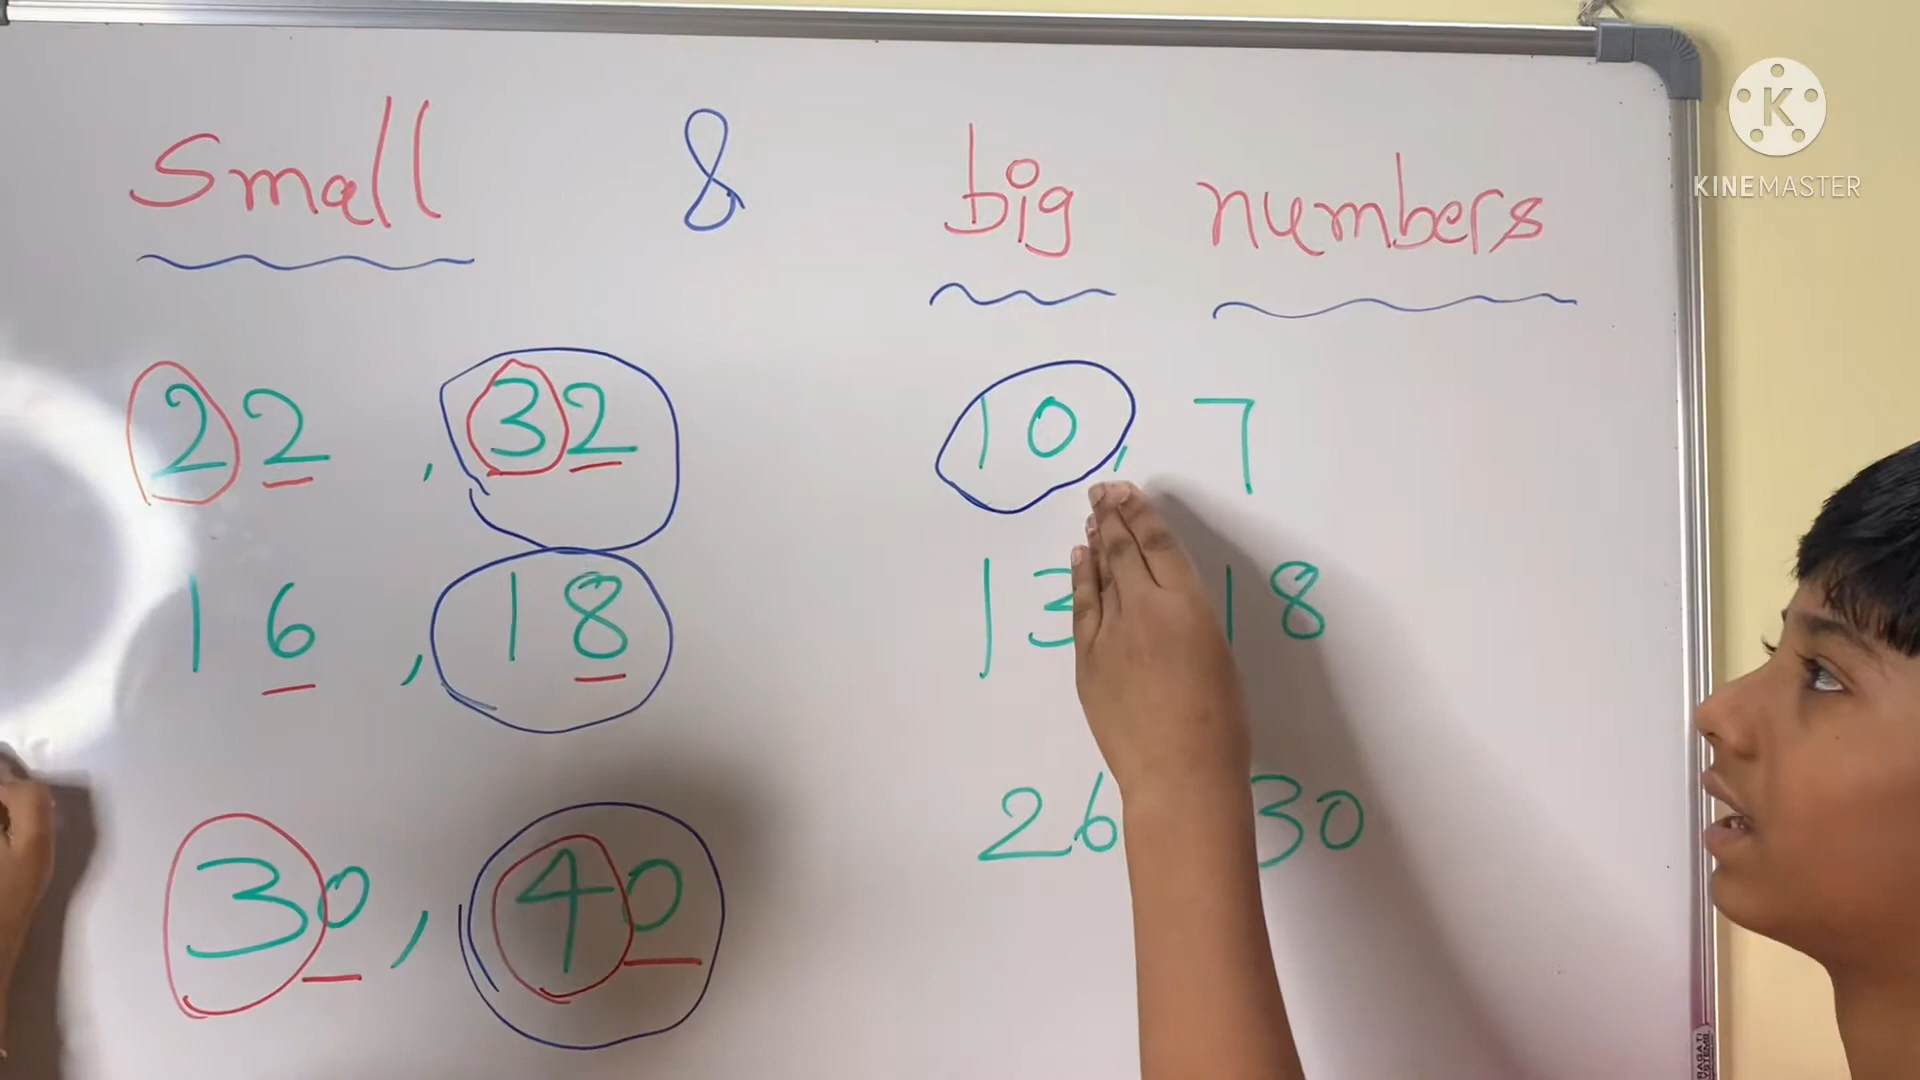 Small & big numbers
22 , 32 10 , 7
16 , 18 13 18
30 , 40 26 30
KINEMASTER